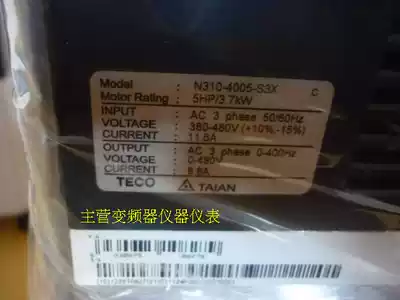 Model : N310-4005-S3X C
Motor Rating : 5HP/3.7kW
INPUT : AC 3 phase 50/60Hz
VOLTAGE : 380-480V (+10%,-15%)
CURRENT : 11.6A
OUTPUT : AC 3 phase 0-400Hz
VOLTAGE : 0-480V
CURRENT : 8.8A
TECO TAIAN
主营变频器仪器仪表